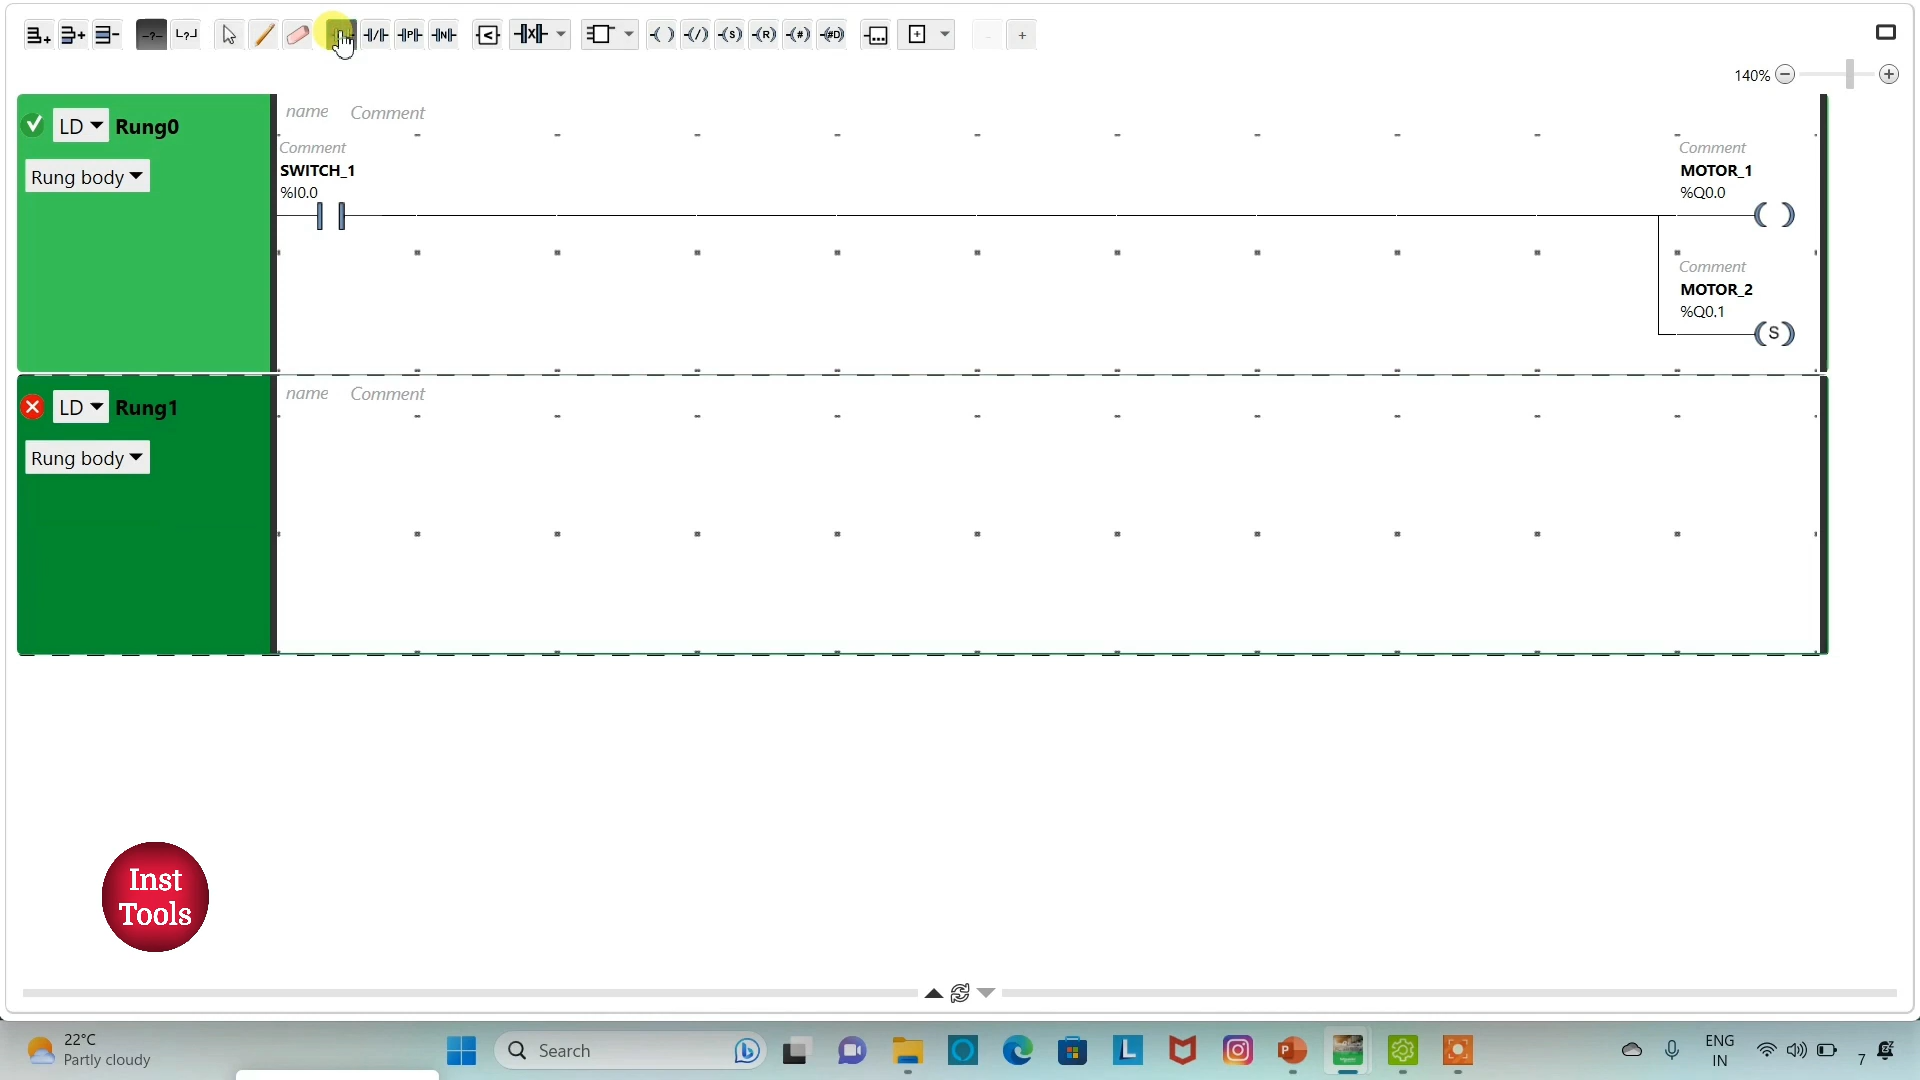 140%
LD Rung0
Rung body
name Comment
Comment
SWITCH_1
%I0.0
Comment
MOTOR_1
%Q0.0
Comment
MOTOR_2
%Q0.1
S
LD Rung1
Rung body
name Comment
Inst
Tools
22°C
Partly cloudy
Search
ENG
IN
7